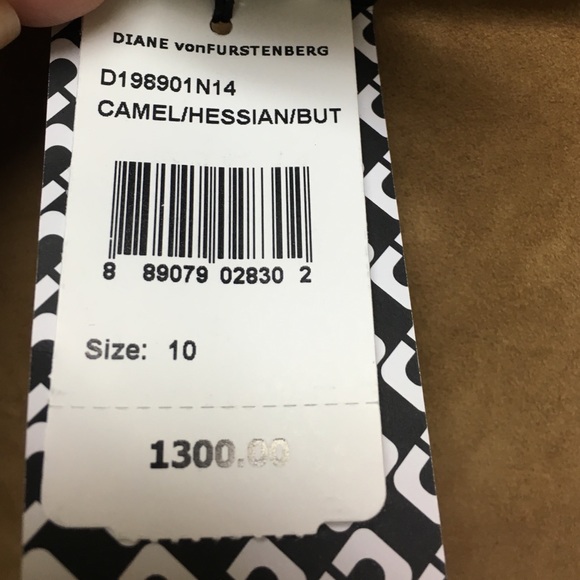 DIANE vonFURSTENBERG
D198901N14
CAMEL/HESSIAN/BUT
8 89079 02830 2
Size: 10
1300.00